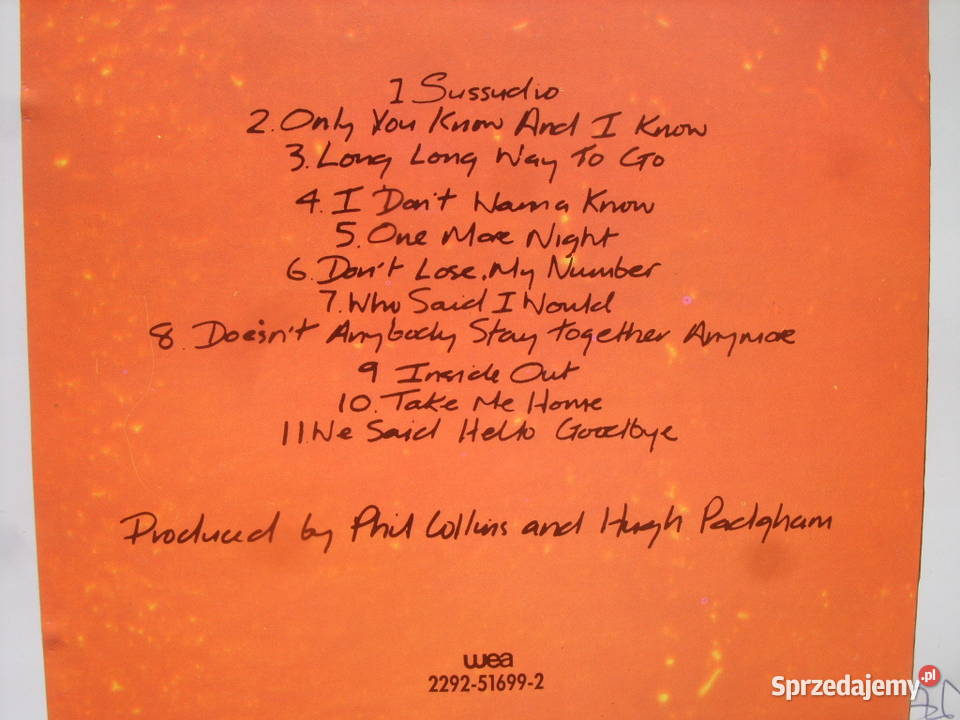 1 Sussudio
2. Only You Know And I Know
3. Long Long Way To Go
4. I Don't Wanna Know
5. One More Night
6. Don't Lose My Number
7. Who Said I Would
8. Doesn't Anybody Stay Together Anymore
9 Inside Out
10. Take Me Home
11 We Said Hello Goodbye
Produced by Phil Collins and Hugh Padgham
wea
2292-51699-2
Sprzedajemy.pl